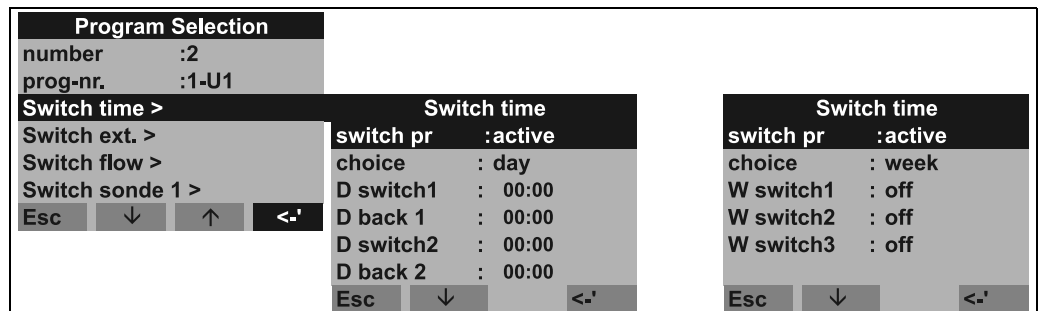 Program Selection
number :2
prog-nr. :1-U1
Switch time >
Switch ext. >
Switch flow >
Switch sonde 1 >
Esc ↓ ↑ <-'
Switch time
switch pr :active
choice : day
D switch1 : 00:00
D back 1 : 00:00
D switch2 : 00:00
D back 2 : 00:00
Esc ↓ <-'
Switch time
switch pr :active
choice : week
W switch1 : off
W switch2 : off
W switch3 : off
Esc ↓ <-'